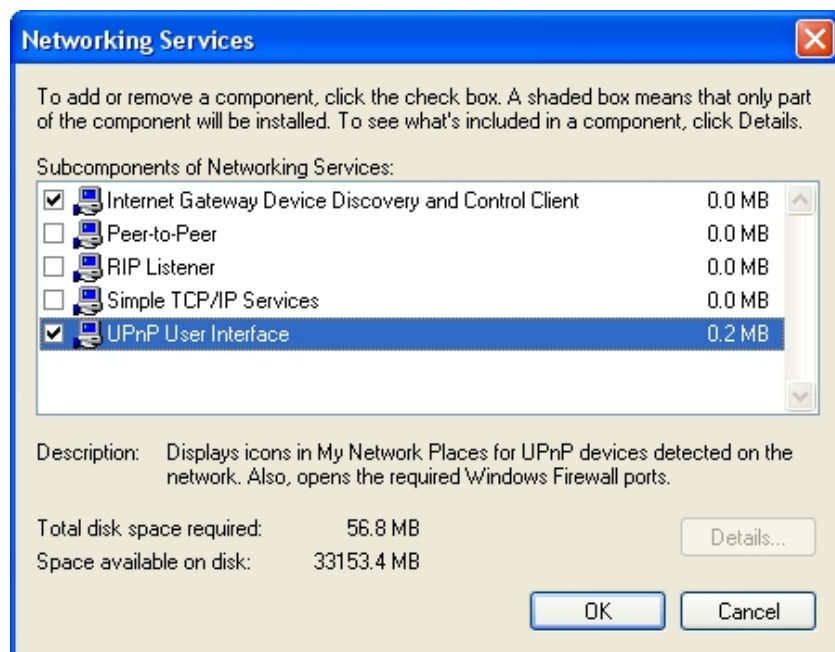 Networking Services
To add or remove a component, click the check box. A shaded box means that only part
of the component will be installed. To see what's included in a component, click Details.
Subcomponents of Networking Services:
Internet Gateway Device Discovery and Control Client 0.0 MB
Peer-to-Peer 0.0 MB
RIP Listener 0.0 MB
Simple TCP/IP Services 0.0 MB
UPnP User Interface 0.2 MB
Description: Displays icons in My Network Places for UPnP devices detected on the
network. Also, opens the required Windows Firewall ports.
Total disk space required: 56.8 MB
Space available on disk: 33153.4 MB
Details...
OK Cancel